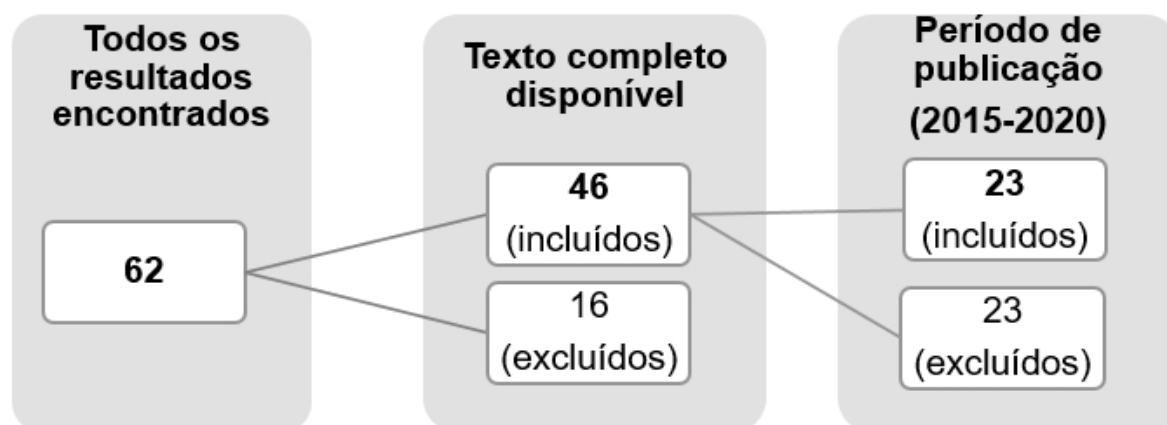 Todos os
resultados
encontrados
62
Texto completo
disponível
46
(incluídos)
16
(excluídos)
Período de
publicação
(2015-2020)
23
(incluídos)
23
(excluídos)